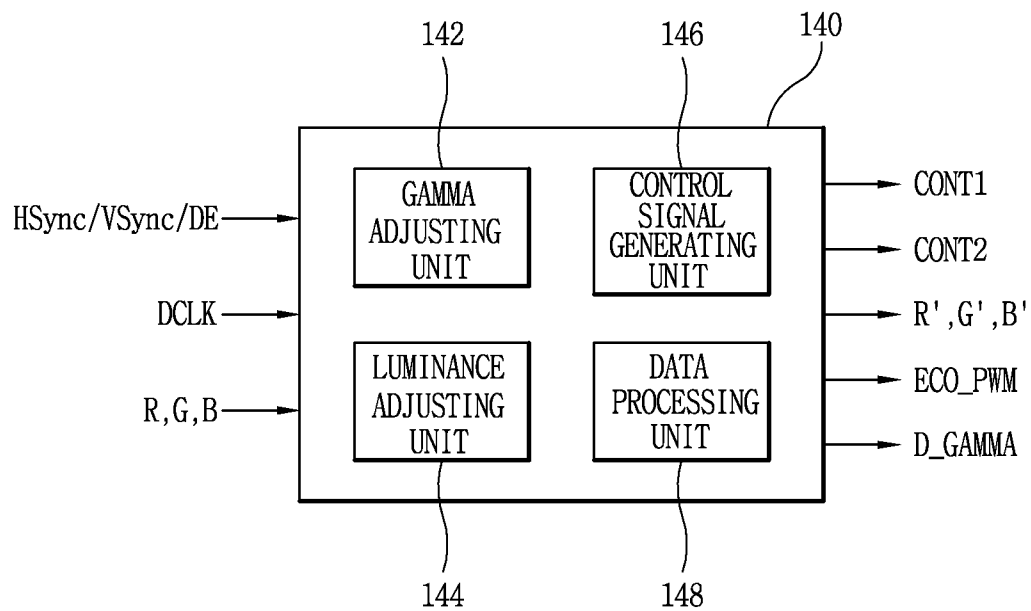 142
146
140
HSync/VSync/DE
DCLK
R,G,B
GAMMA
ADJUSTING
UNIT
CONTROL
SIGNAL
GENERATING
UNIT
LUMINANCE
ADJUSTING
UNIT
DATA
PROCESSING
UNIT
CONT1
CONT2
R',G',B'
ECO_PWM
D_GAMMA
144
148